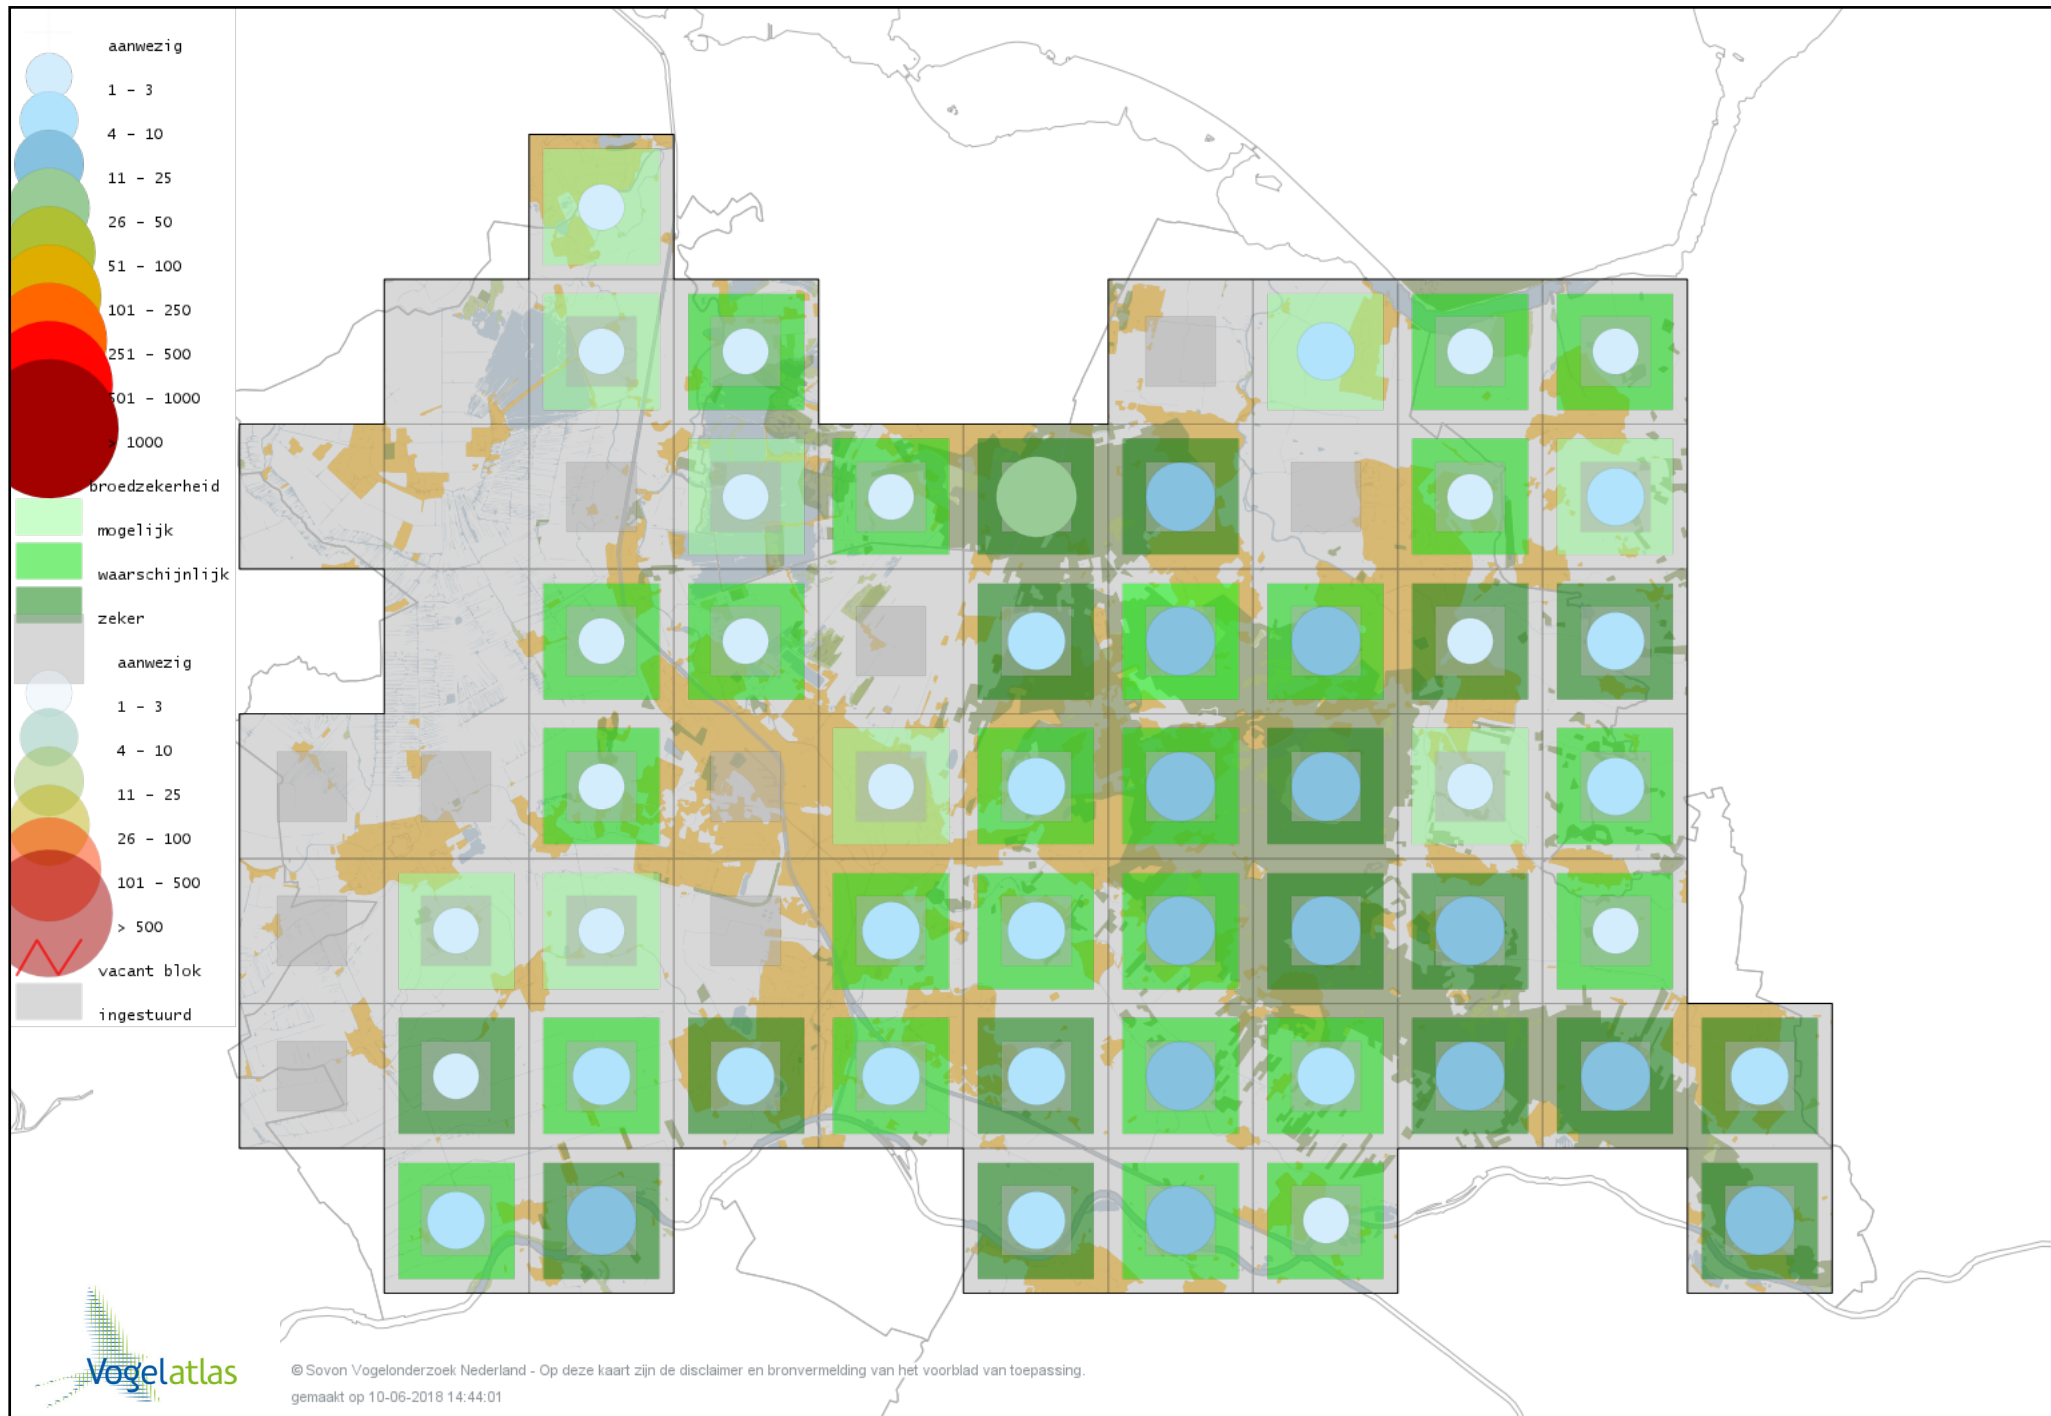 aanwezig
1 - 3
4 - 10
11 - 25
26 - 50
51 - 100
101 - 250
251 - 500
501 - 1000
> 1000
broedzekerheid
mogelijk
waarschijnlijk
zeker
aanwezig
1 - 3
4 - 10
11 - 25
26 - 100
101 - 500
> 500
vacant blok
ingestuurd
Vogelatlas
© Sovon Vogelonderzoek Nederland - Op deze kaart zijn de disclaimer en bronvermelding van het voorblad van toepassing.
gemaakt op 10-06-2018 14:44:01